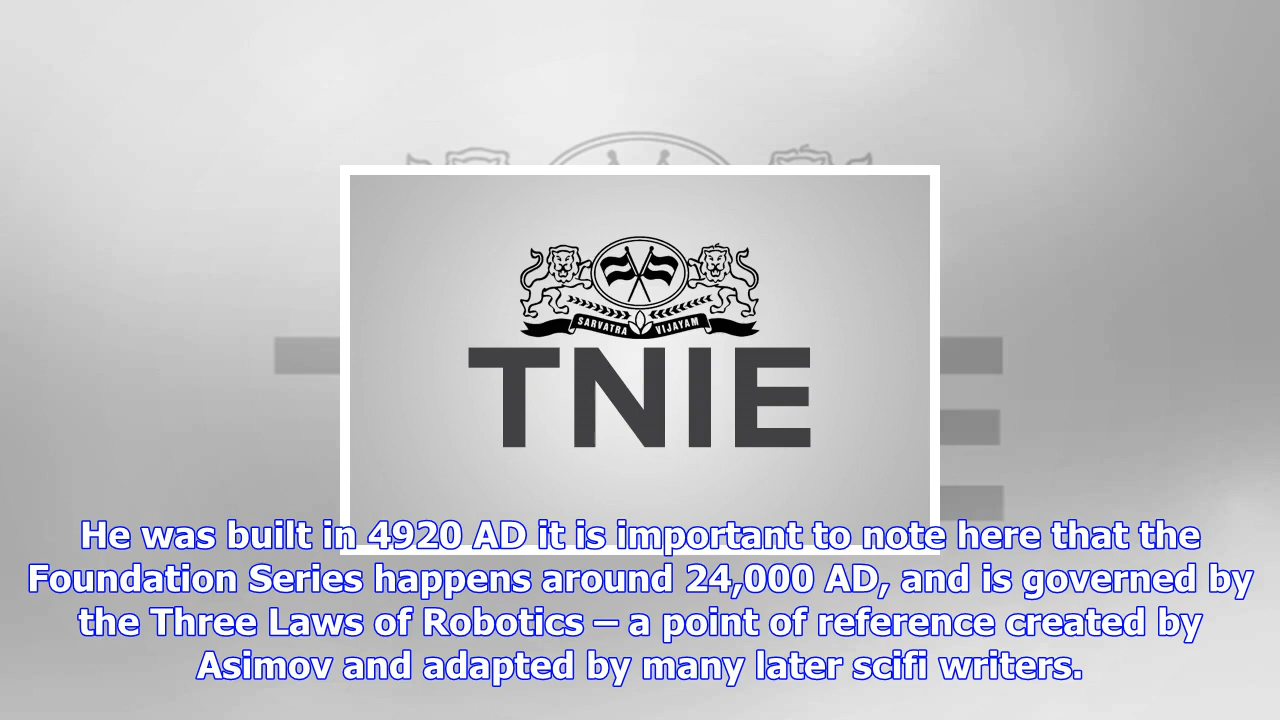 SARVATRA VIJAYAM
TNIE
He was built in 4920 AD it is important to note here that the
Foundation Series happens around 24,000 AD, and is governed by
the Three Laws of Robotics – a point of reference created by
Asimov and adapted by many later scifi writers.